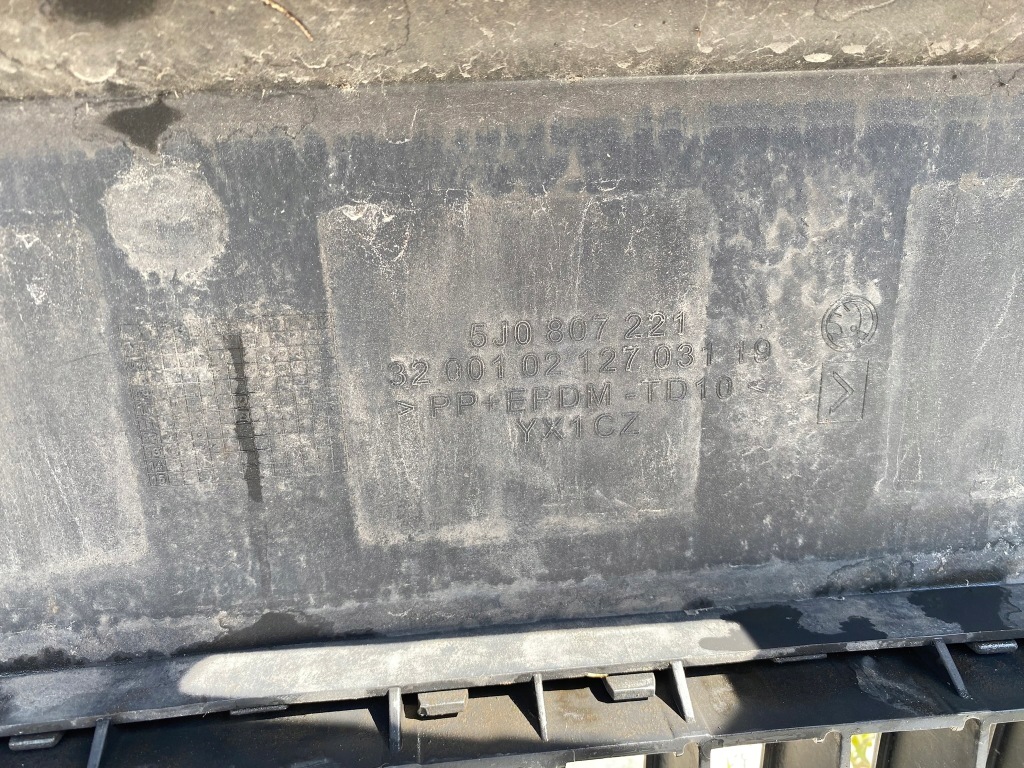 5J0 807 221
32 001 02 127 031 19
> PP+EPDM -TD10 <
YX1CZ